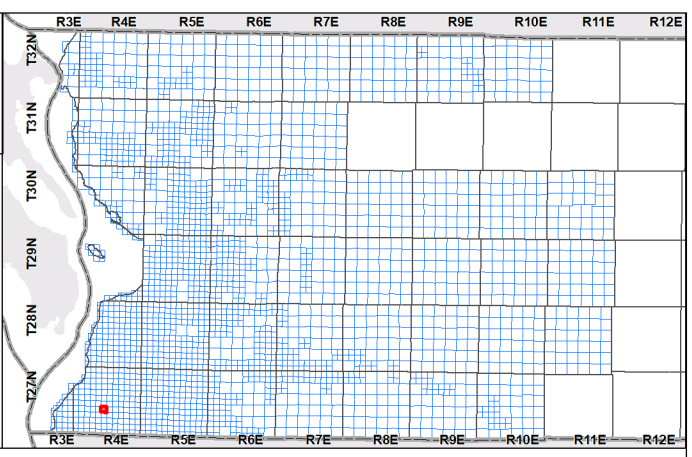 R3E R4E R5E R6E R7E R8E R9E R10E R11E R12E
T32N
T31N
T30N
T29N
T28N
T27N
R3E R4E R5E R6E R7E R8E R9E R10E R11E R12E